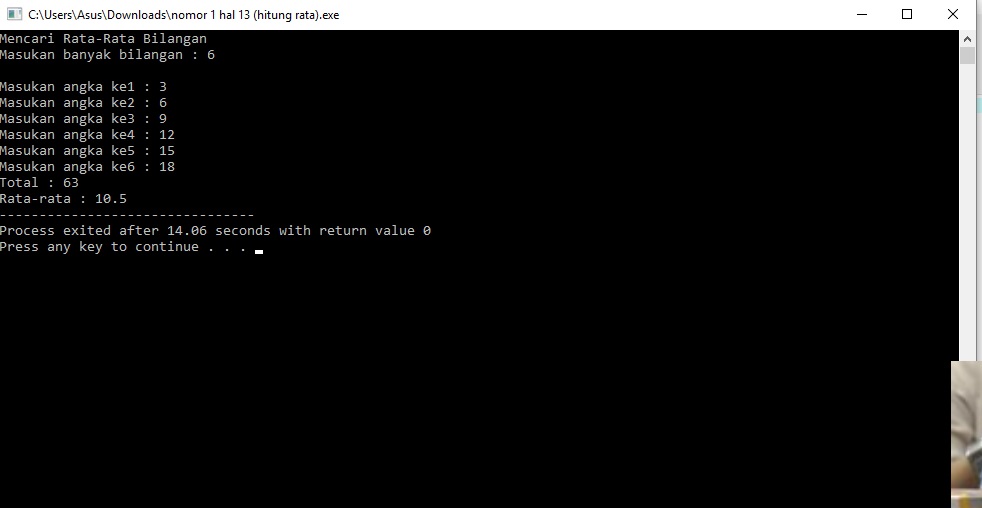 C:\Users\Asus\Downloads\nomor 1 hal 13 (hitung rata).exe
Mencari Rata-Rata Bilangan
Masukan banyak bilangan : 6
Masukan angka ke1 : 3
Masukan angka ke2 : 6
Masukan angka ke3 : 9
Masukan angka ke4 : 12
Masukan angka ke5 : 15
Masukan angka ke6 : 18
Total : 63
Rata-rata : 10.5
--------------------------------
Process exited after 14.06 seconds with return value 0
Press any key to continue . . .